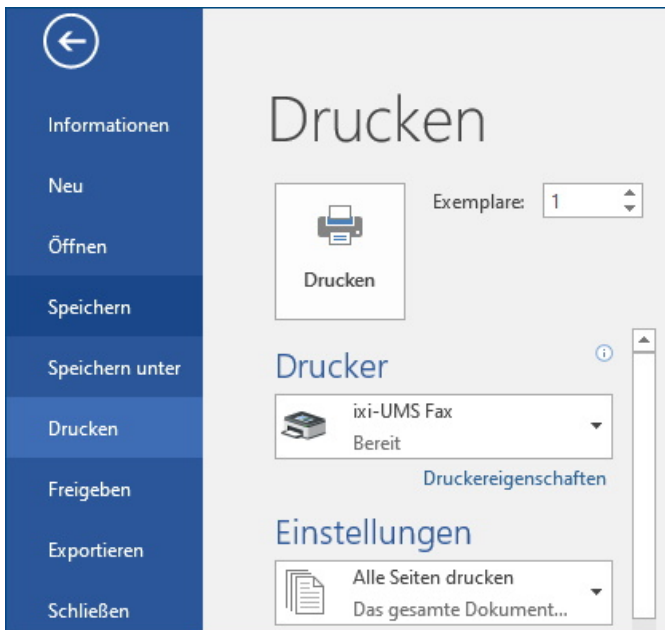 Informationen
Neu
Öffnen
Speichern
Speichern unter
Drucken
Freigeben
Exportieren
Schließen
Drucken
Exemplare: 1
Drucken
Drucker
ixi-UMS Fax
Bereit
Druckereigenschaften
Einstellungen
Alle Seiten drucken
Das gesamte Dokument...